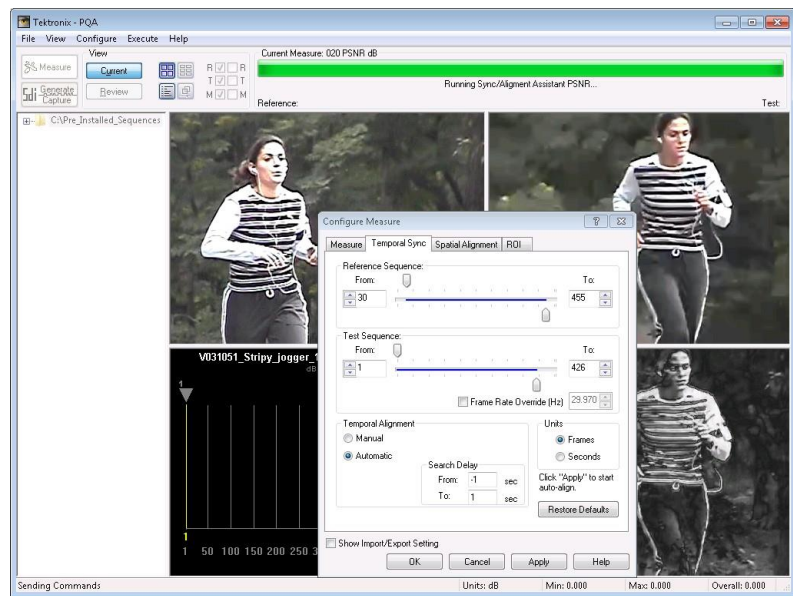 Tektronix - PQA
File View Configure Execute Help
View
Current Measure: 020 PSNR dB
Measure
Current
R R
T T
Running Sync/Aligment Assistant PSNR...
Generate
Capture
Review
M M
Reference: Test:
C:\Pre_Installed_Sequences
Configure Measure
Measure Temporal Sync Spatial Alignment ROI
Reference Sequence:
From: To:
30 455
Test Sequence:
From: To:
1 426
Frame Rate Override (Hz) 29.970
Temporal Alignment
Manual
Automatic
Search Delay
From: -1 sec
To: 1 sec
Units
Frames
Seconds
Click "Apply" to start
auto-align.
Restore Defaults
Show Import/Export Setting
OK Cancel Apply Help
V031051_Stripy_jogger_1
dB
1
1
1 50 100 150 200 250 3
Sending Commands Units: dB Min: 0.000 Max: 0.000 Overall: 0.000